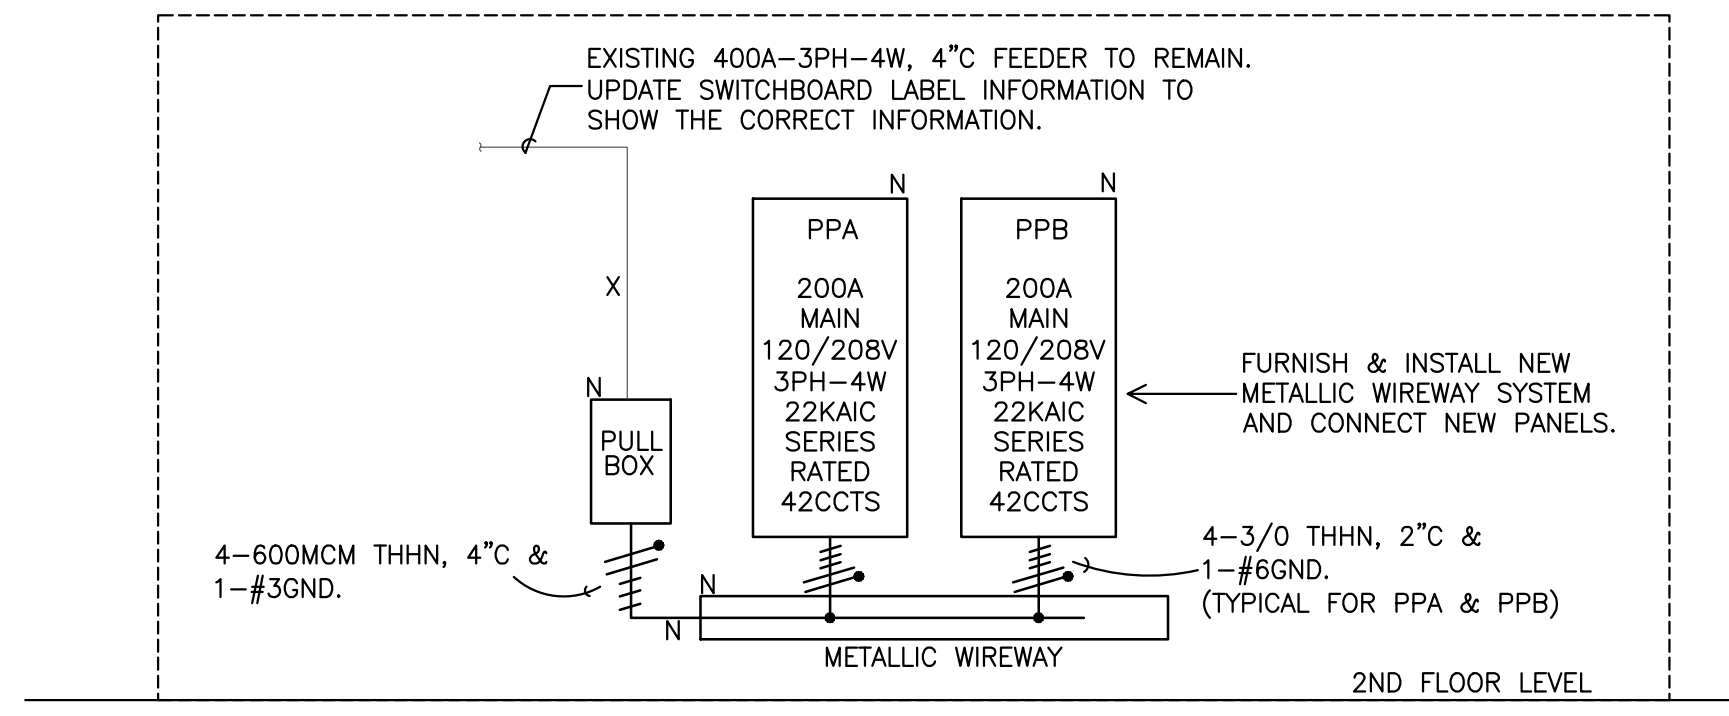 EXISTING 400A-3PH-4W, 4"C FEEDER TO REMAIN.
UPDATE SWITCHBOARD LABEL INFORMATION TO
SHOW THE CORRECT INFORMATION.
X
N
PULL
BOX
N
PPA
200A
MAIN
120/208V
3PH-4W
22KAIC
SERIES
RATED
42CCTS
N
PPB
200A
MAIN
120/208V
3PH-4W
22KAIC
SERIES
RATED
42CCTS
FURNISH & INSTALL NEW
METALLIC WIREWAY SYSTEM
AND CONNECT NEW PANELS.
4-600MCM THHN, 4"C &
1-#3GND.
4-3/0 THHN, 2"C &
1-#6GND.
(TYPICAL FOR PPA & PPB)
N
N
METALLIC WIREWAY
2ND FLOOR LEVEL